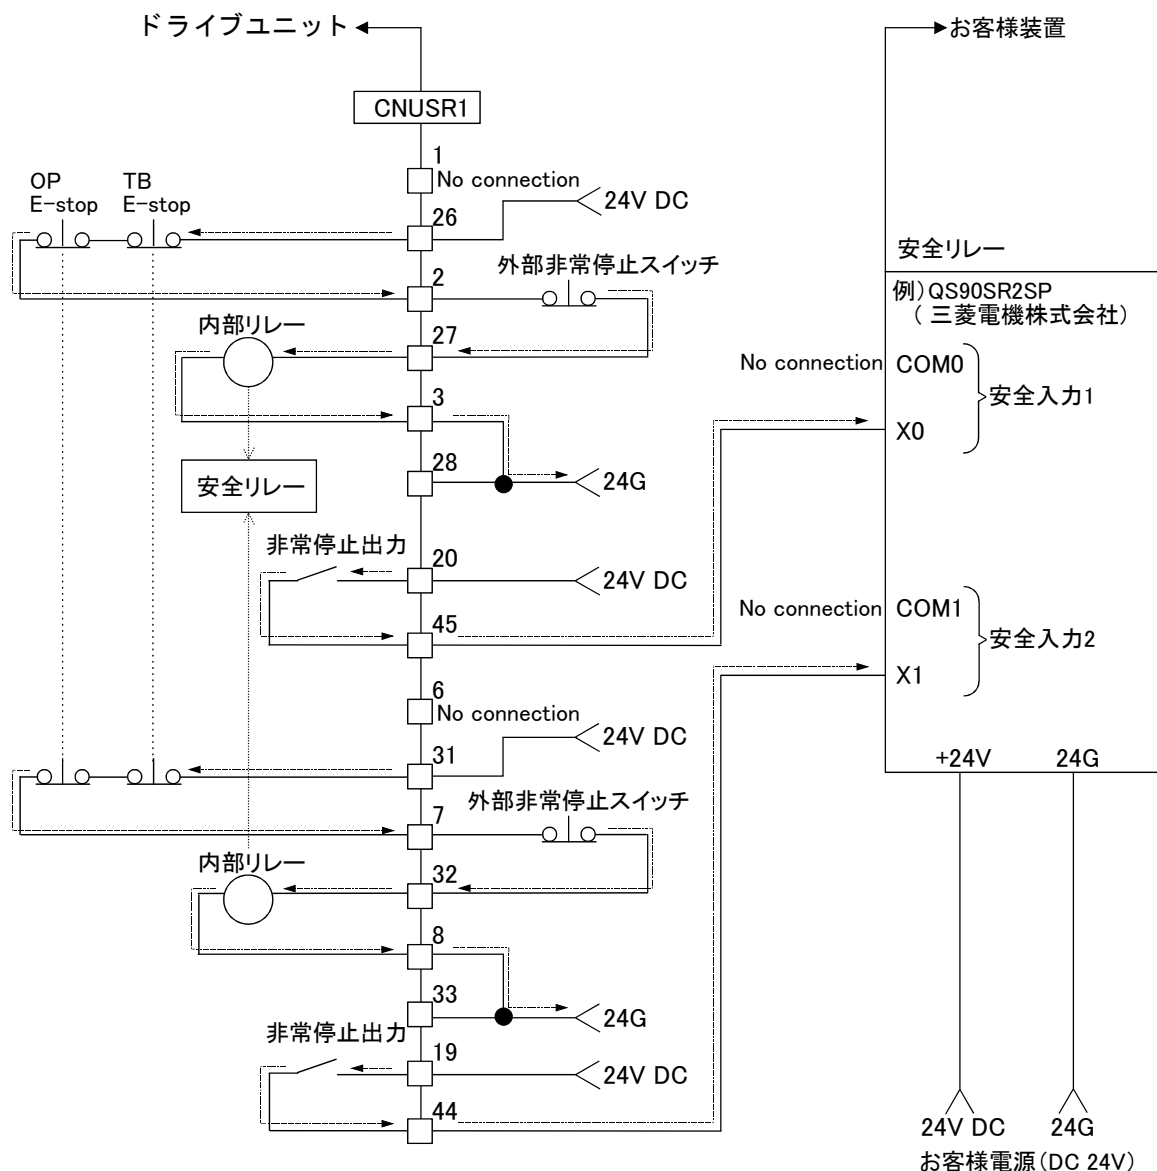 ドライブユニット
お客様装置
CNUSR1
1
No connection
OP
E-stop
TB
E-stop
26
24V DC
2
外部非常停止スイッチ
安全リレー
例)QS90SR2SP
(三菱電機株式会社)
内部リレー
27
No connection
COM0
安全入力1
X0
3
28
24G
安全リレー
非常停止出力
20
24V DC
45
No connection
COM1
安全入力2
X1
6
No connection
24V DC
31
+24V
24G
7
外部非常停止スイッチ
内部リレー
32
8
33
24G
非常停止出力
19
24V DC
44
24V DC
24G
お客様電源(DC 24V)